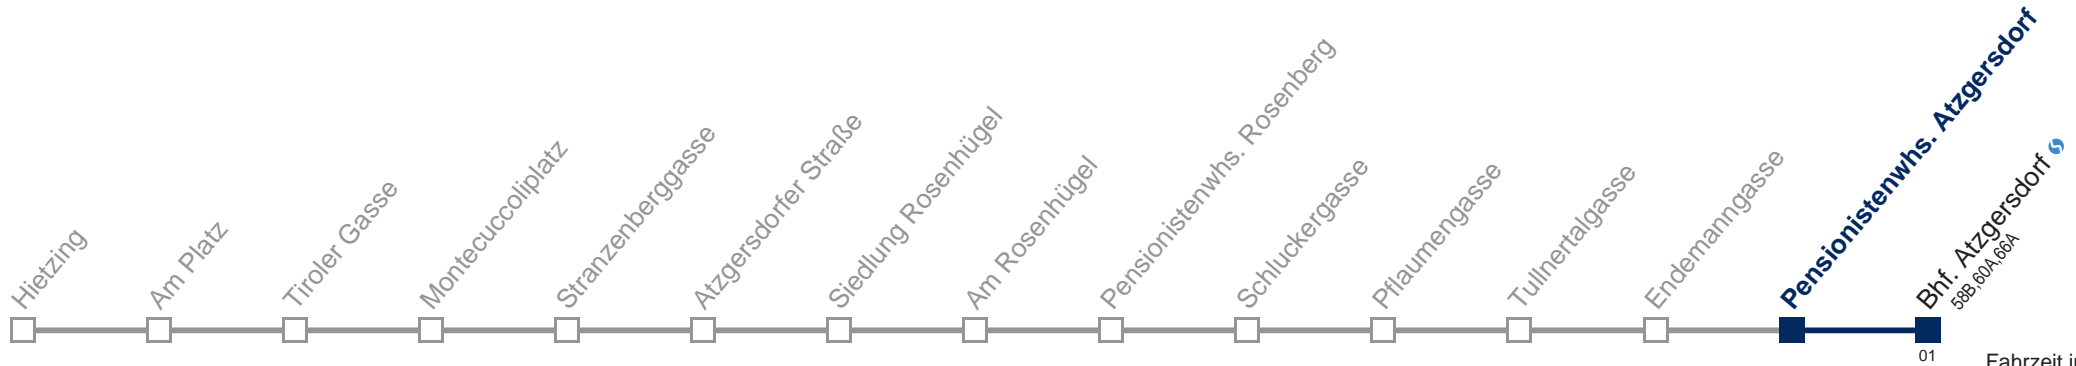 Hietzing
Am Platz
Tiroler Gasse
Montecuccoliplatz
Stranzenberggasse
Atzgersdorfer Straße
Siedlung Rosenhügel
Am Rosenhügel
Pensionistenwhs. Rosenberg
Schluckergasse
Pflaumengasse
Tullnertalgasse
Endemanngasse
Pensionistenwhs. Atzgersdorf
Bhf. Atzgersdorf
58B,60A,66A
01
Fahrzeit